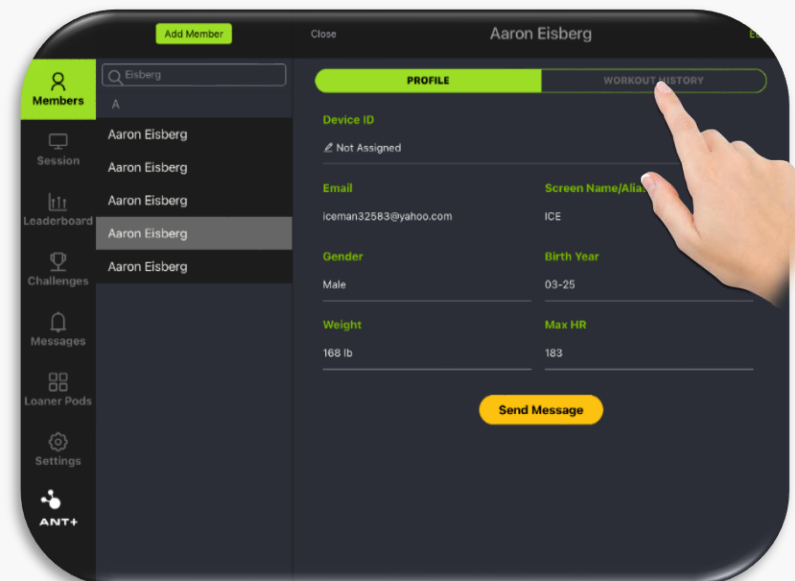 Add Member
Close
Aaron Eisberg
Members
Eisberg
A
Aaron Eisberg
Aaron Eisberg
Aaron Eisberg
Aaron Eisberg
Aaron Eisberg
Session
Leaderboard
Challenges
Messages
Loaner Pods
Settings
ANT+
PROFILE
WORKOUT HISTORY
Device ID
Not Assigned
Email
Screen Name/Alias
iceman32583@yahoo.com
ICE
Gender
Birth Year
Male
03-25
Weight
Max HR
168 lb
183
Send Message